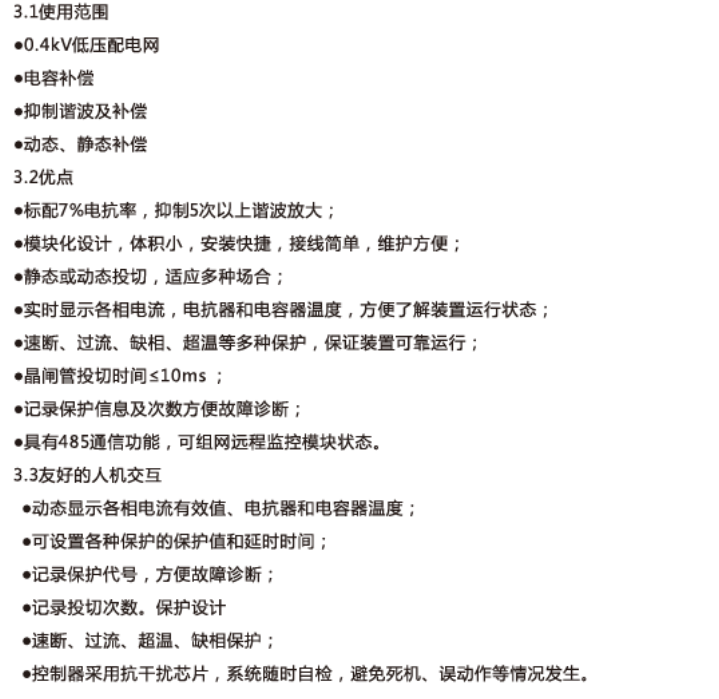 3.1使用范围
●0.4kV低压配电网
●电容补偿
●抑制谐波及补偿
●动态、静态补偿
3.2优点
●标配7%电抗率，抑制5次以上谐波放大；
●模块化设计，体积小，安装快捷，接线简单，维护方便；
●静态或动态投切，适应多种场合；
●实时显示各相电流，电抗器和电容器温度，方便了解装置运行状态；
●速断、过流、缺相、超温等多种保护，保证装置可靠运行；
●晶闸管投切时间≤10ms ；
●记录保护信息及次数方便故障诊断；
●具有485通信功能，可组网远程监控模块状态。
3.3友好的人机交互
●动态显示各相电流有效值、电抗器和电容器温度；
●可设置各种保护的保护值和延时时间；
●记录保护代号，方便故障诊断；
●记录投切次数。保护设计
●速断、过流、超温、缺相保护；
●控制器采用抗干扰芯片，系统随时自检，避免死机、误动作等情况发生。